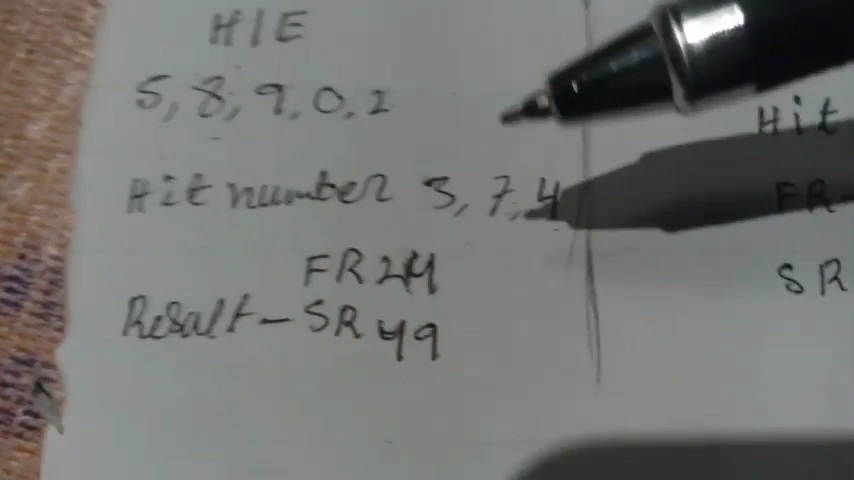 H/E
5, 8, 9, 0, 2
Hit number 3, 7, 4
FR 24
Result - SR 49
Hit
FR-
SR